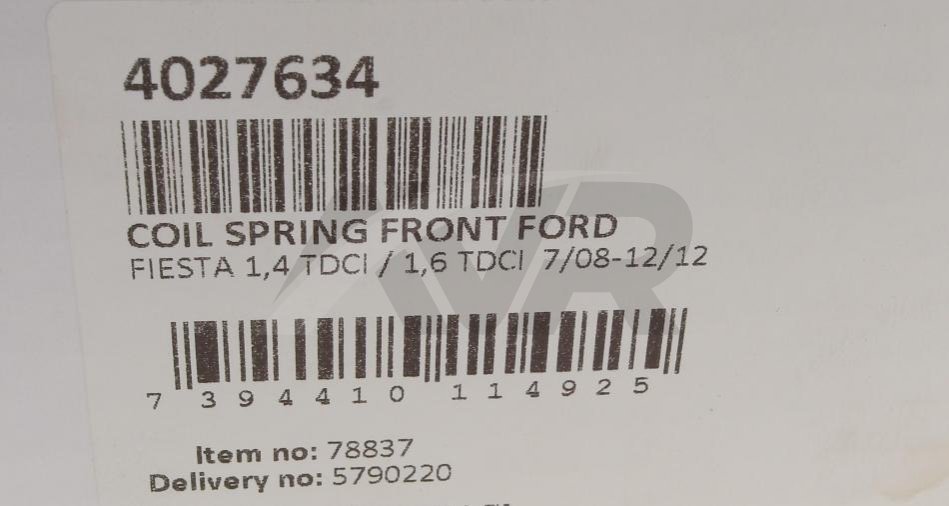 4027634
COIL SPRING FRONT FORD
FIESTA 1,4 TDCI / 1,6 TDCI 7/08-12/12
7 394410 114925
Item no: 78837
Delivery no: 5790220